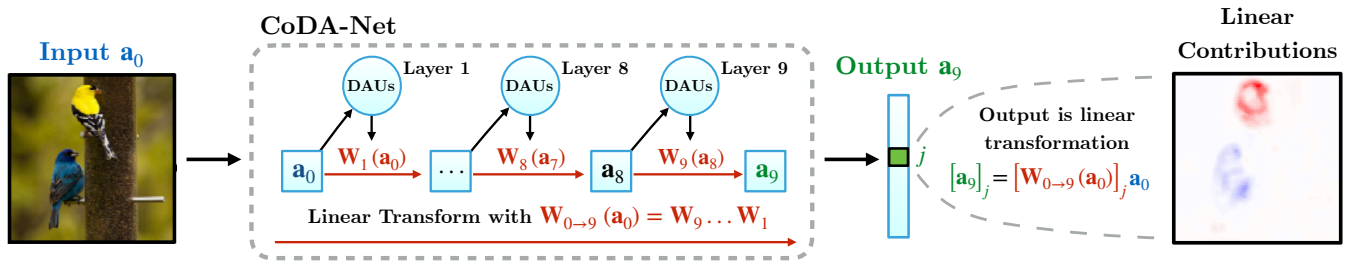 Input a₀
CoDA-Net
DAUs
Layer 1
DAUs
Layer 8
DAUs
Layer 9
a₀
W₁(a₀)
...
W₈(a₇)
a₈
W₉(a₈)
a₉
Linear Transform with W₀→₉(a₀) = W₉ … W₁
Output a₉
j
Output is linear
transformation
[a₉]ⱼ = [W₀→₉(a₀)]ⱼ a₀
Linear
Contributions